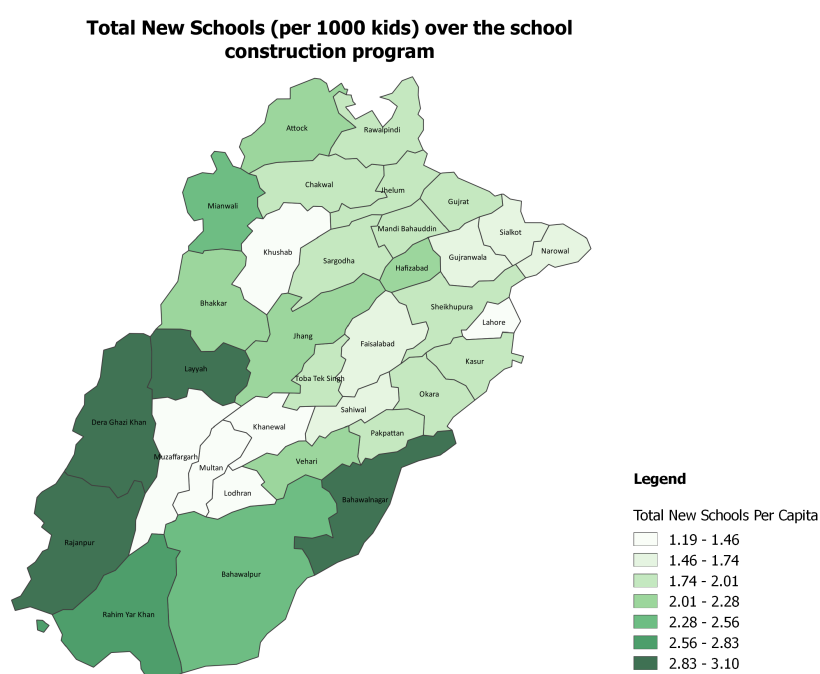 Total New Schools (per 1000 kids) over the school
construction program
Attock
Rawalpindi
Chakwal
Jhelum
Mianwali
Gujrat
Mandi Bahauddin
Sialkot
Khushab
Narowal
Sargodha
Gujranwala
Hafizabad
Bhakkar
Sheikhupura
Lahore
Jhang
Faisalabad
Kasur
Layyah
Toba Tek Singh
Okara
Sahiwal
Dera Ghazi Khan
Khanewal
Pakpattan
Muzaffargarh
Vehari
Multan
Lodhran
Bahawalnagar
Rajanpur
Bahawalpur
Rahim Yar Khan
Legend
Total New Schools Per Capita
1.19 - 1.46
1.46 - 1.74
1.74 - 2.01
2.01 - 2.28
2.28 - 2.56
2.56 - 2.83
2.83 - 3.10